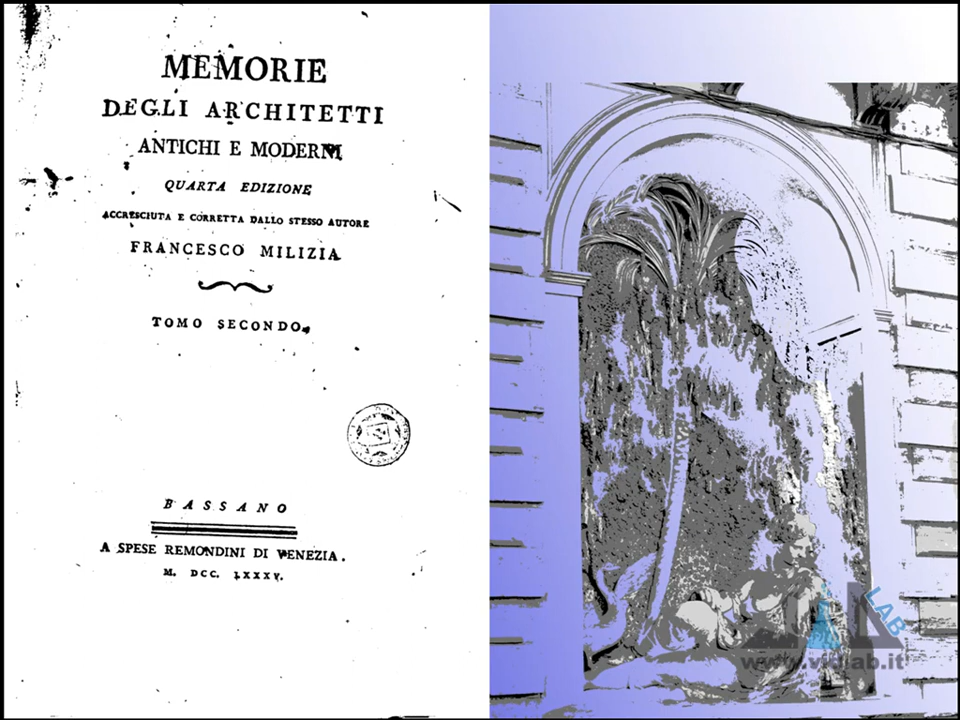 MEMORIE
DEGLI ARCHITETTI
ANTICHI E MODERNI
QUARTA EDIZIONE
ACCRESCIUTA E CORRETTA DALLO STESSO AUTORE
FRANCESCO MILIZIA
TOMO SECONDO.
BASSANO
A SPESE REMONDINI DI VENEZIA.
M. DCC. LXXXV.
LAB
www.vidlab.it